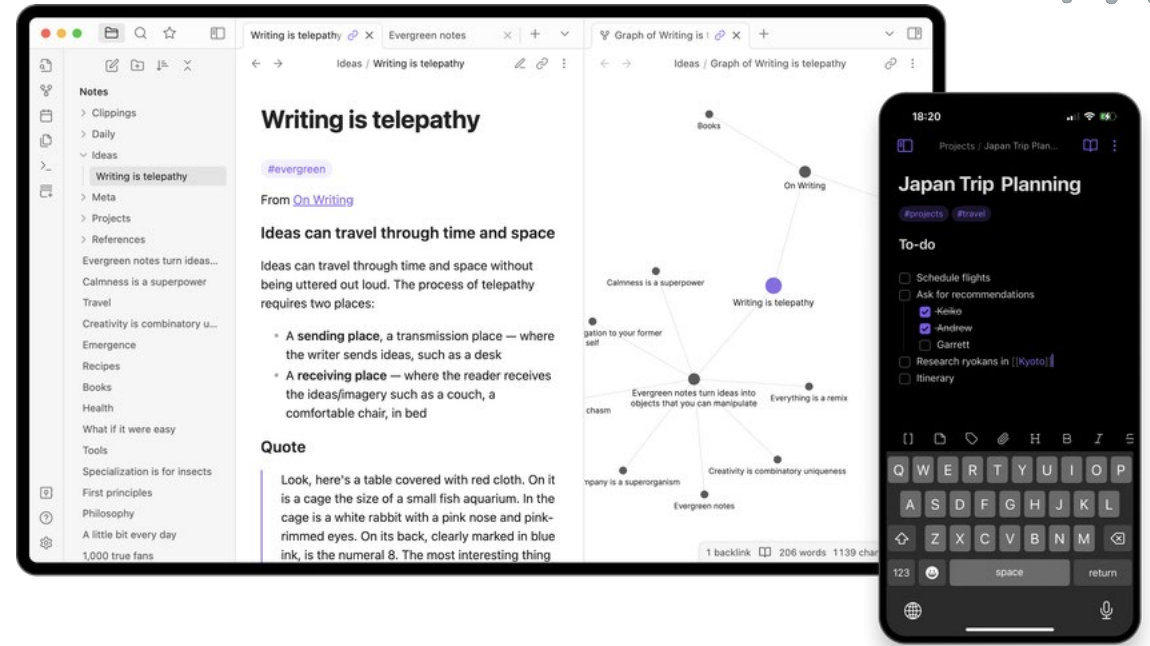 Writing is telepathy
Evergreen notes
Graph of Writing is t
Ideas / Writing is telepathy
Ideas / Graph of Writing is telepathy
Notes
Clippings
Daily
Ideas
Writing is telepathy
Meta
Projects
References
Evergreen notes turn ideas...
Calmness is a superpower
Travel
Creativity is combinatory u...
Emergence
Recipes
Books
Health
What if it were easy
Tools
Specialization is for insects
First principles
Philosophy
A little bit every day
1,000 true fans
Writing is telepathy
#evergreen
From On Writing
Ideas can travel through time and space
Ideas can travel through time and space without
being uttered out loud. The process of telepathy
requires two places:
• A sending place, a transmission place — where
the writer sends ideas, such as a desk
• A receiving place — where the reader receives
the ideas/imagery such as a couch, a
comfortable chair, in bed
Quote
Look, here's a table covered with red cloth. On it
is a cage the size of a small fish aquarium. In the
cage is a white rabbit with a pink nose and pink-
rimmed eyes. On its back, clearly marked in blue
ink, is the numeral 8. The most interesting thing
Books
On Writing
Calmness is a superpower
Writing is telepathy
gation to your former
self
Evergreen notes turn ideas into
objects that you can manipulate
Everything is a remix
chasm
Creativity is combinatory uniqueness
mpany is a superorganism
Evergreen notes
1 backlink 206 words 1139 char
18:20
Projects / Japan Trip Plan...
Japan Trip Planning
#projects #travel
To-do
Schedule flights
Ask for recommendations
Keiko
Andrew
Garrett
Research ryokans in [[Kyoto]]
Itinerary
[] H B I S
Q W E R T Y U I O P
A S D F G H J K L
Z X C V B N M
123 space return